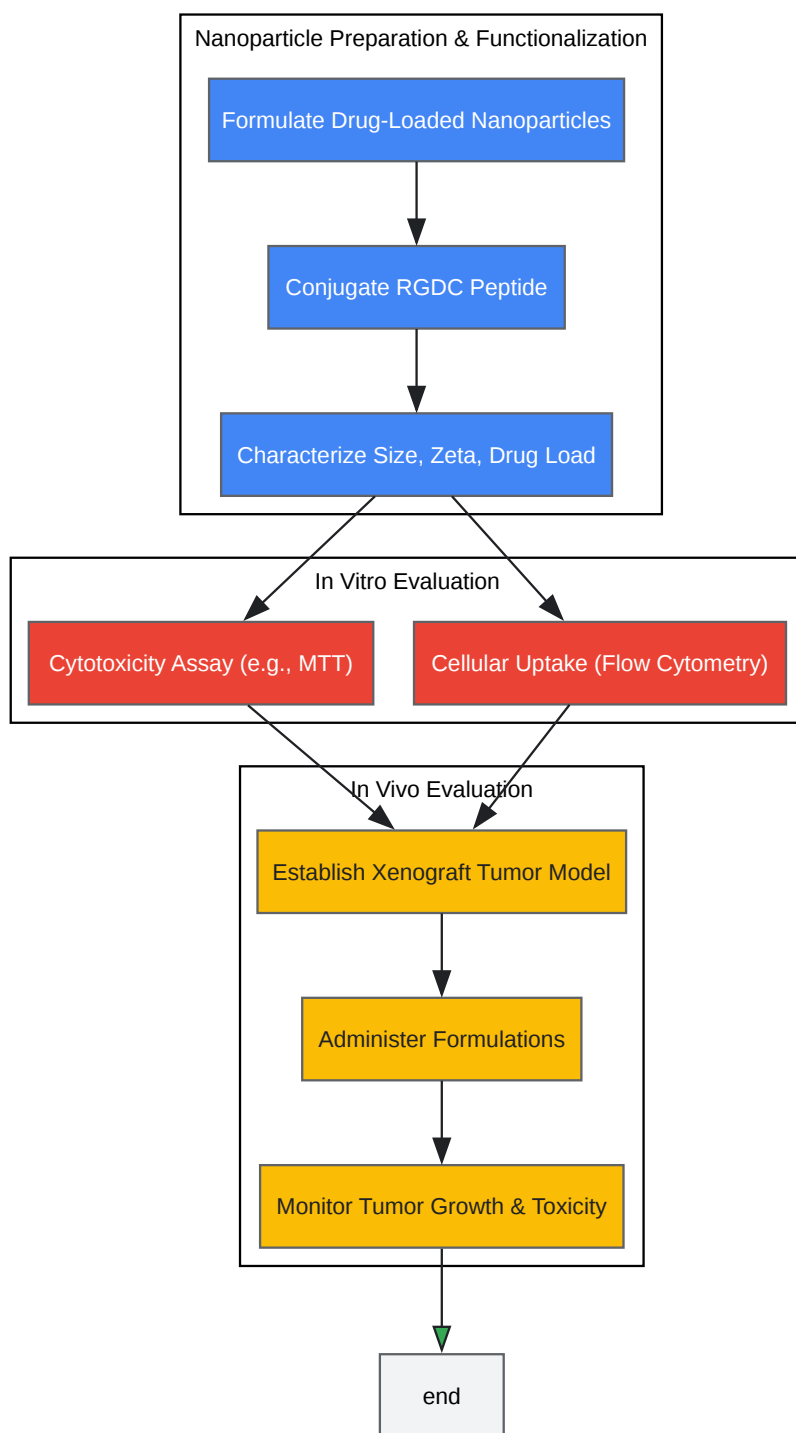 Nanoparticle Preparation & Functionalization
Formulate Drug-Loaded Nanoparticles
Conjugate RGDC Peptide
Characterize Size, Zeta, Drug Load
In Vitro Evaluation
Cytotoxicity Assay (e.g., MTT)
Cellular Uptake (Flow Cytometry)
In Vivo Evaluation
Establish Xenograft Tumor Model
Administer Formulations
Monitor Tumor Growth & Toxicity
end